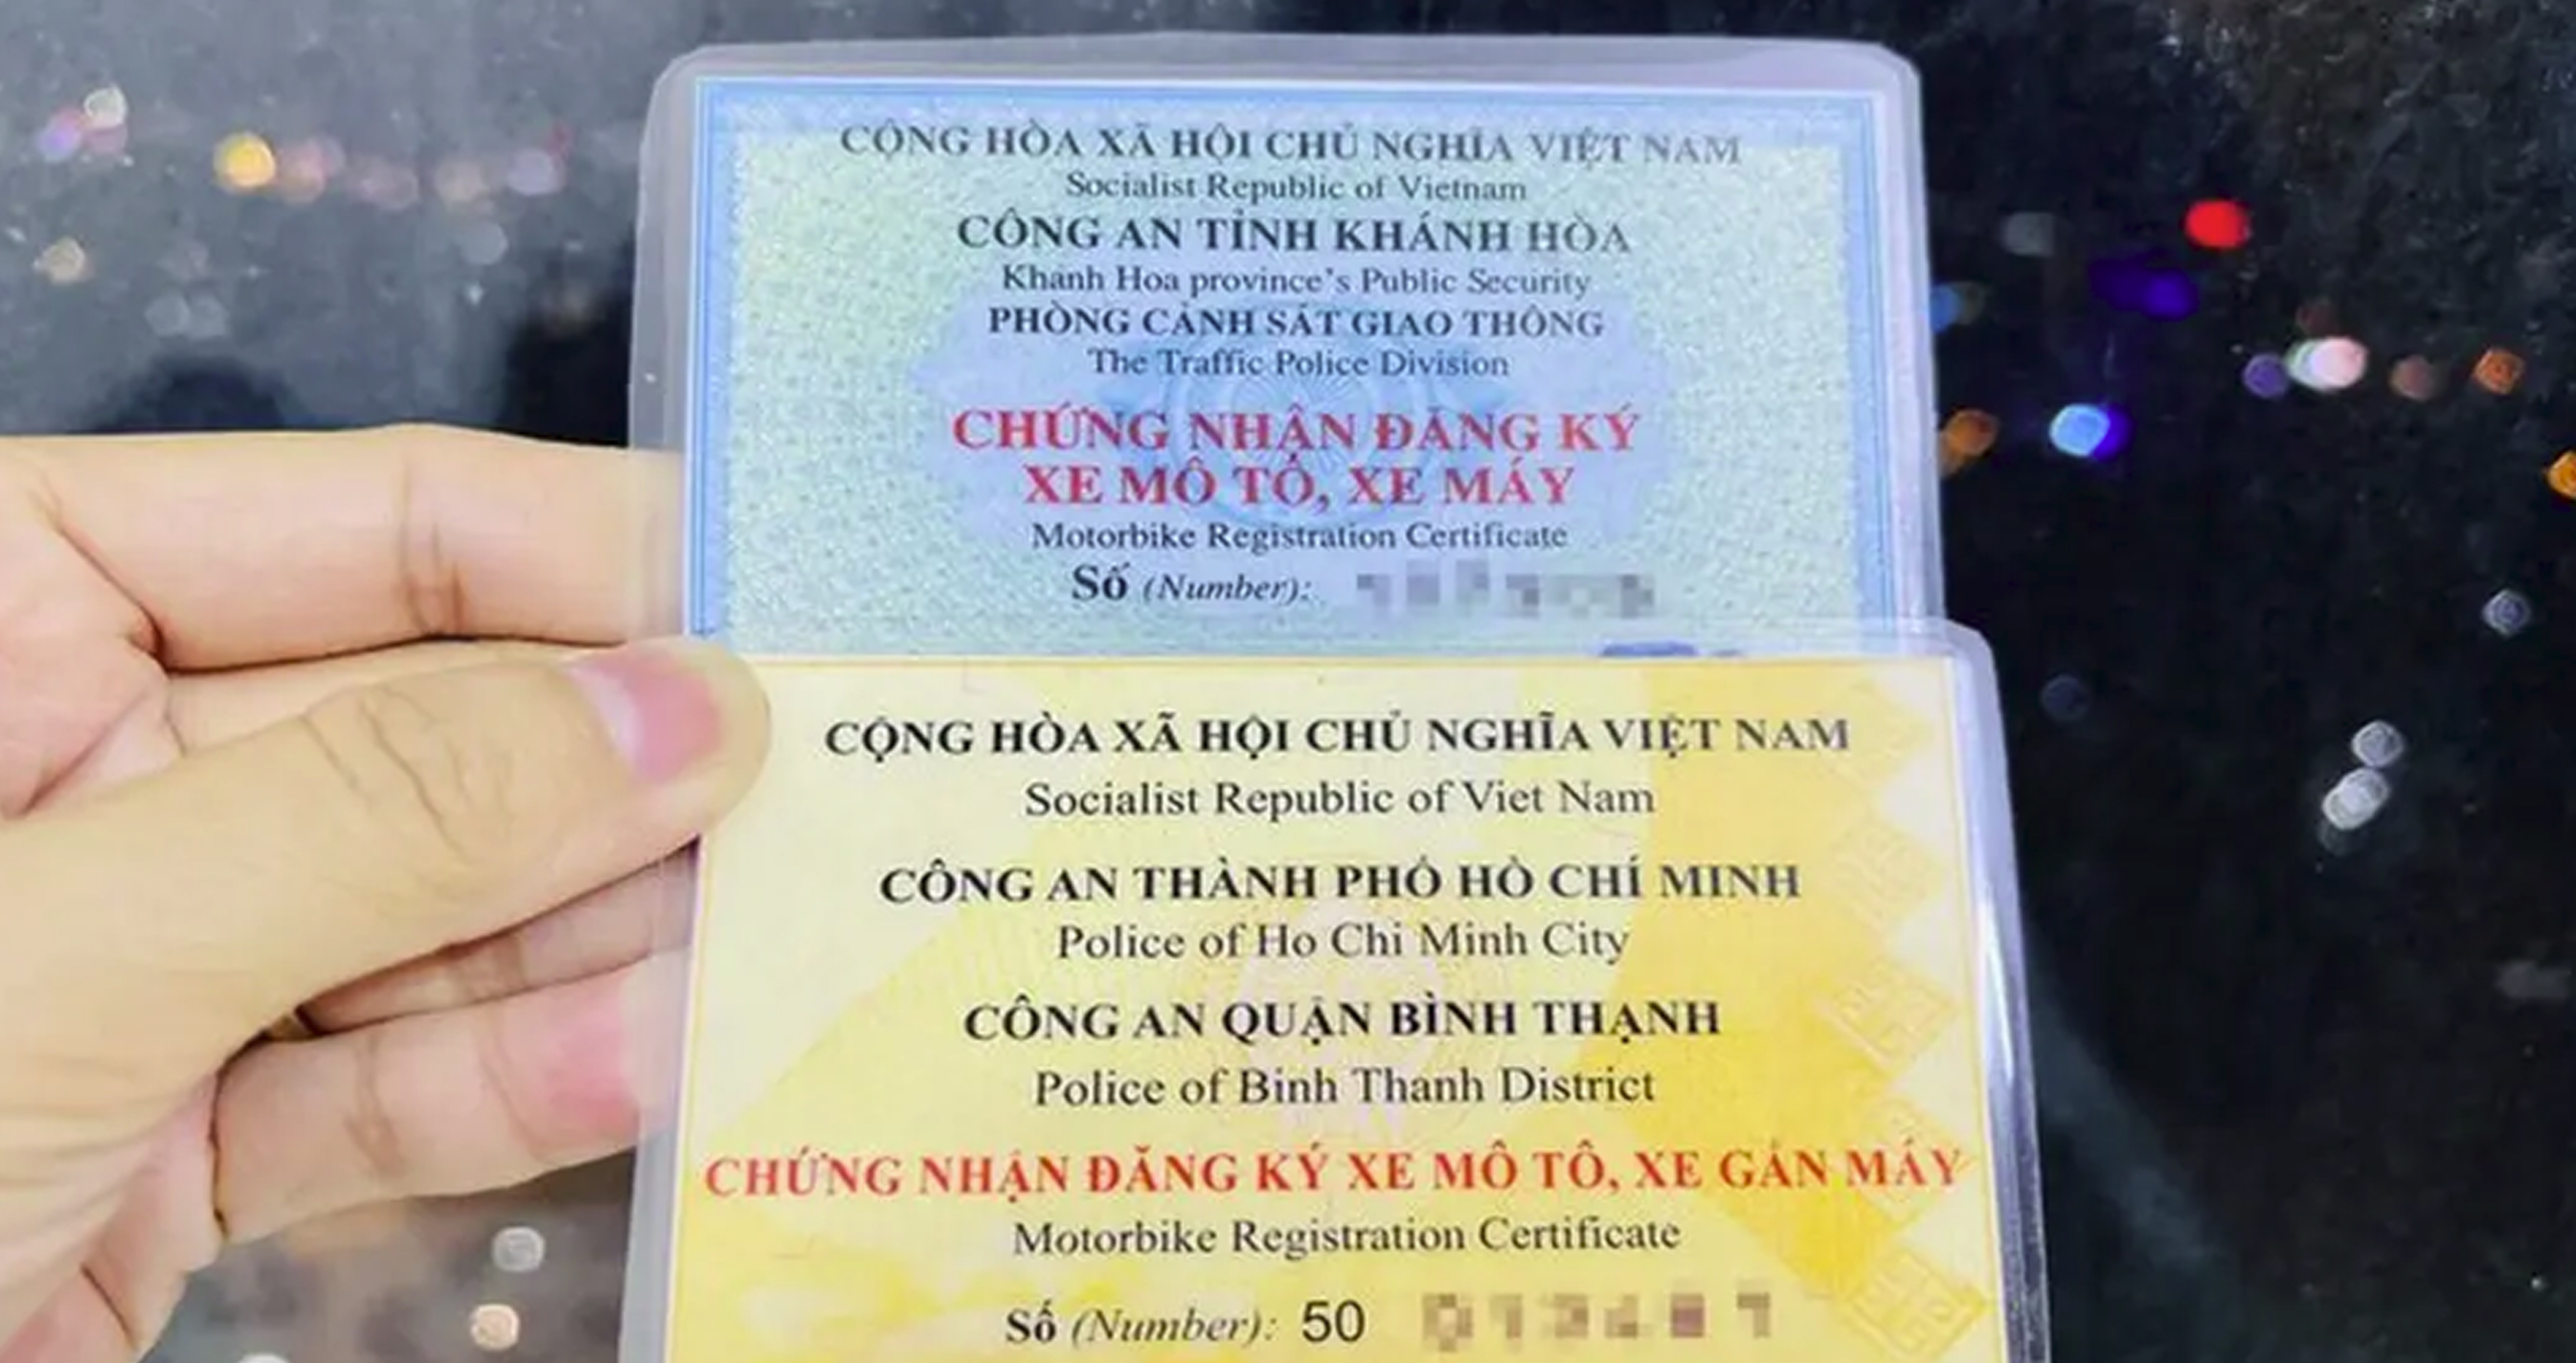 CỘNG HÒA XÃ HỘI CHỦ NGHĨA VIỆT NAM
Socialist Republic of Vietnam
CÔNG AN TỈNH KHÁNH HÒA
Khanh Hoa province's Public Security
PHÒNG CẢNH SÁT GIAO THÔNG
The Traffic Police Division
CHỨNG NHẬN ĐĂNG KÝ
XE MÔ TÔ, XE MÁY
Motorbike Registration Certificate
Số (Number):
CỘNG HÒA XÃ HỘI CHỦ NGHĨA VIỆT NAM
Socialist Republic of Viet Nam
CÔNG AN THÀNH PHỐ HỒ CHÍ MINH
Police of Ho Chi Minh City
CÔNG AN QUẬN BÌNH THẠNH
Police of Binh Thanh District
CHỨNG NHẬN ĐĂNG KÝ XE MÔ TÔ, XE GẮN MÁY
Motorbike Registration Certificate
Số (Number): 50